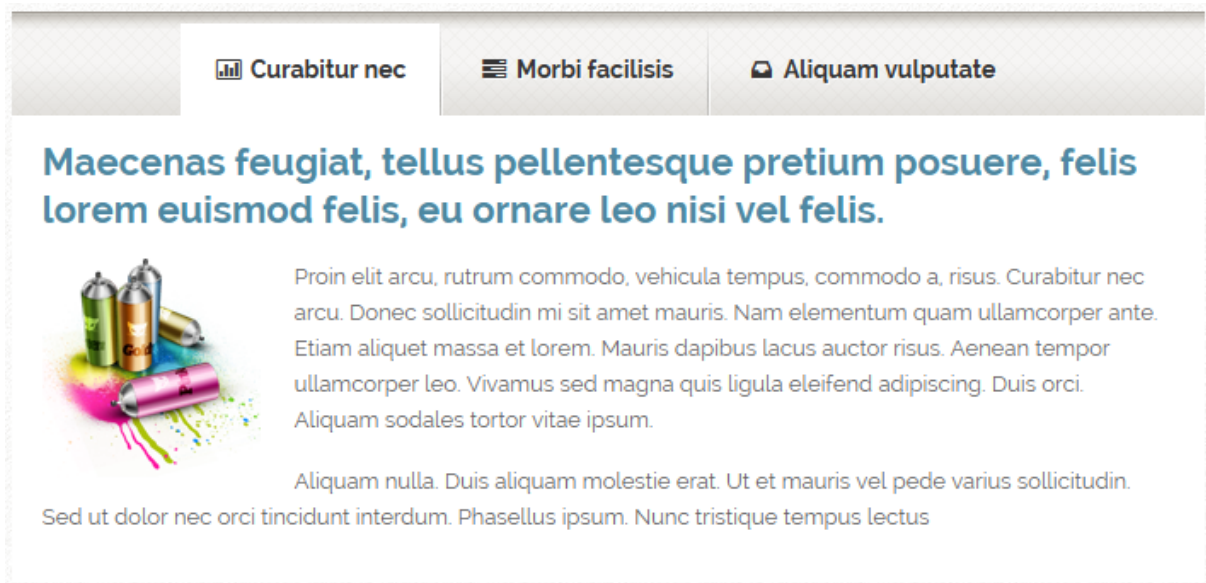 Curabitur nec Morbi facilisis Aliquam vulputate
Maecenas feugiat, tellus pellentesque pretium posuere, felis
lorem euismod felis, eu ornare leo nisi vel felis.
Proin elit arcu, rutrum commodo, vehicula tempus, commodo a, risus. Curabitur nec
arcu. Donec sollicitudin mi sit amet mauris. Nam elementum quam ullamcorper ante.
Etiam aliquet massa et lorem. Mauris dapibus lacus auctor risus. Aenean tempor
ullamcorper leo. Vivamus sed magna quis ligula eleifend adipiscing. Duis orci.
Aliquam sodales tortor vitae ipsum.
Aliquam nulla. Duis aliquam molestie erat. Ut et mauris vel pede varius sollicitudin.
Sed ut dolor nec orci tincidunt interdum. Phasellus ipsum. Nunc tristique tempus lectus